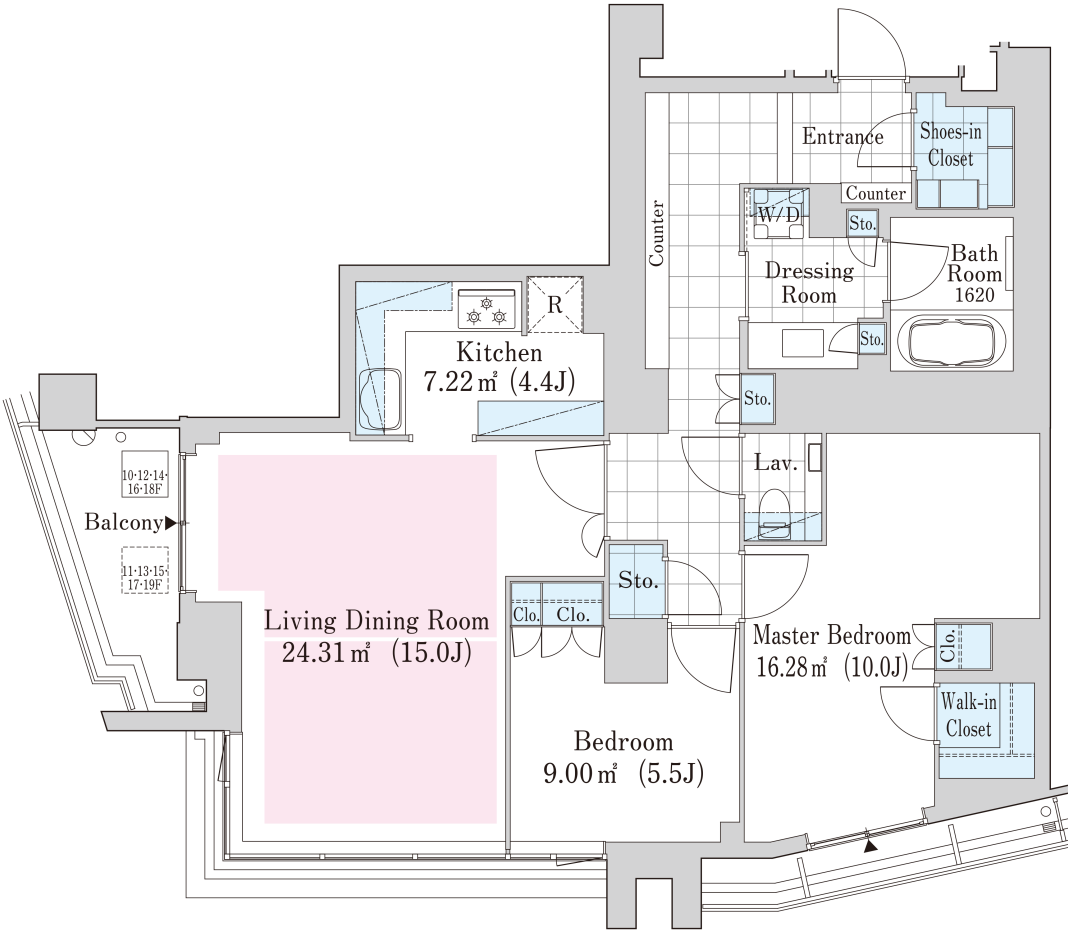 Entrance
Shoes-in
Closet
Counter
Counter
W/D
Sto.
Dressing
Room
Bath
Room
1620
Sto.
R
Kitchen
7.22㎡ (4.4J)
Sto.
Lav.
10・12・14・
16・18F
Balcony
11・13・15・
17・19F
Sto.
Clo.
Clo.
Living Dining Room
24.31㎡ (15.0J)
Master Bedroom
16.28㎡ (10.0J)
Clo.
Walk-in
Closet
Bedroom
9.00㎡ (5.5J)